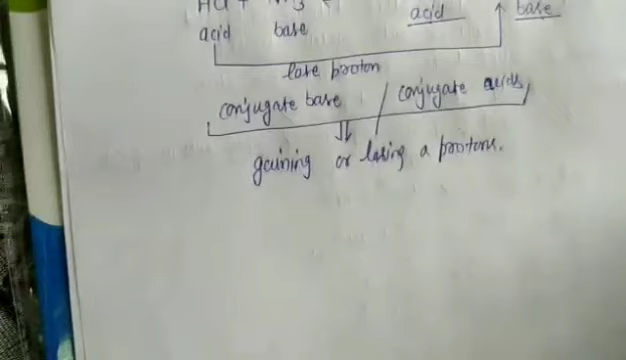 acid base acid base
lose proton
conjugate base / conjugate acids
gaining or losing a protons.